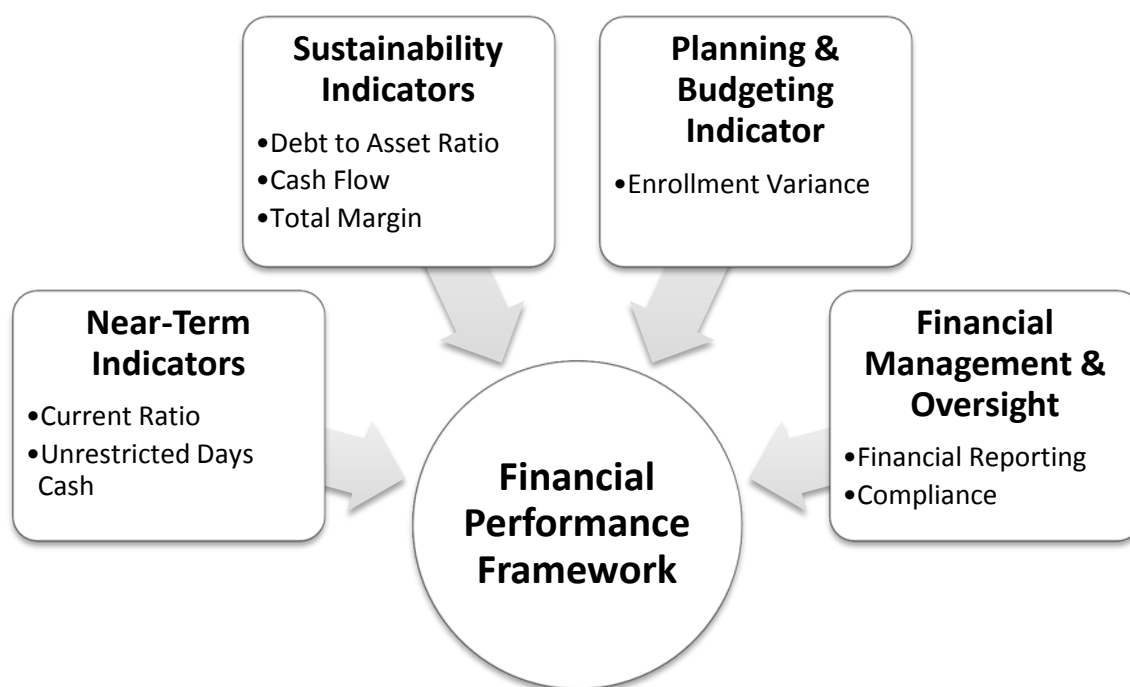 Sustainability
Indicators
•Debt to Asset Ratio
•Cash Flow
•Total Margin
Planning &
Budgeting
Indicator
•Enrollment Variance
Near-Term
Indicators
•Current Ratio
•Unrestricted Days
Cash
Financial
Management &
Oversight
•Financial Reporting
•Compliance
Financial
Performance
Framework